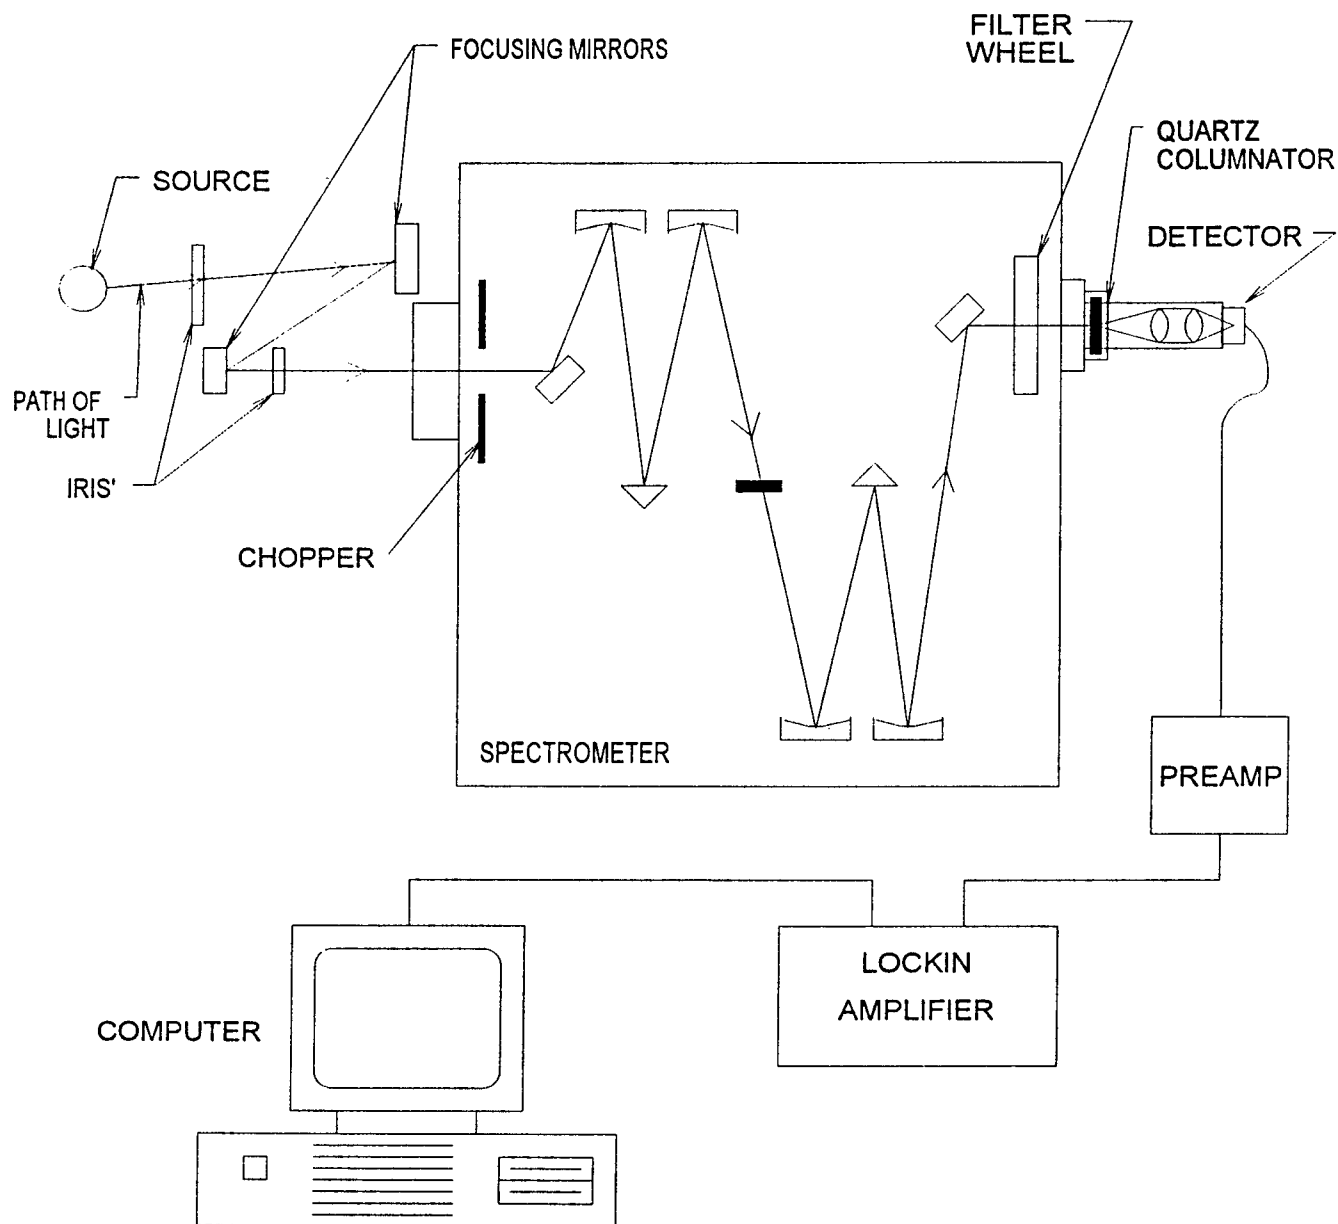 FILTER
WHEEL
FOCUSING MIRRORS
QUARTZ
COLUMNATOR
SOURCE
DETECTOR
PATH OF
LIGHT
IRIS'
CHOPPER
SPECTROMETER
PREAMP
LOCKIN
AMPLIFIER
COMPUTER